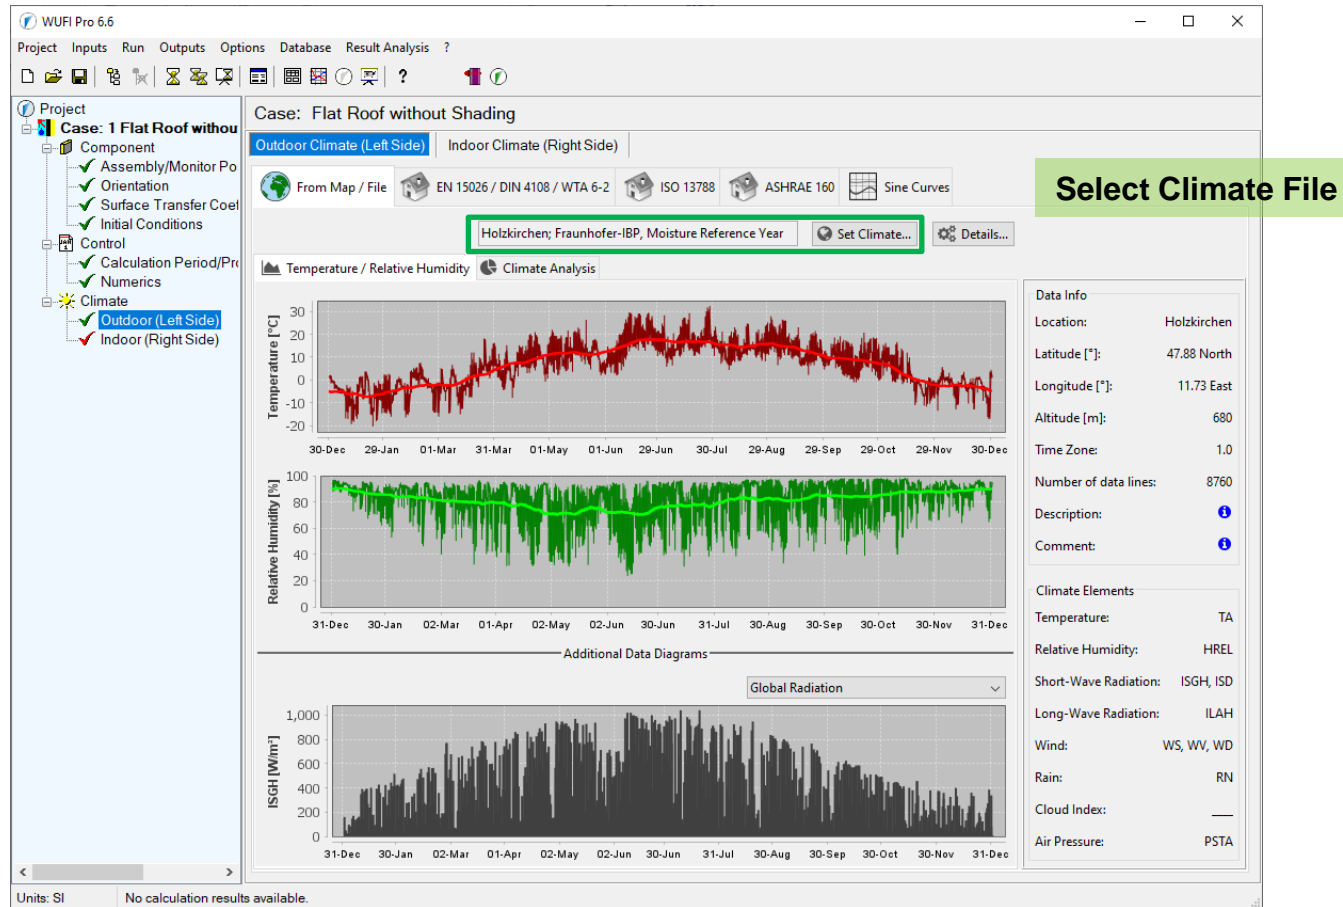 WUFI Pro 6.6
Project Inputs Run Outputs Options Database Result Analysis ?
Project
Case: 1 Flat Roof withou
Component
Assembly/Monitor Po
Orientation
Surface Transfer Coef
Initial Conditions
Control
Calculation Period/Pr
Numerics
Climate
Outdoor (Left Side)
Indoor (Right Side)
Case: Flat Roof without Shading
Outdoor Climate (Left Side) Indoor Climate (Right Side)
From Map / File EN 15026 / DIN 4108 / WTA 6-2 ISO 13788 ASHRAE 160 Sine Curves
Select Climate File
Holzkirchen; Fraunhofer-IBP, Moisture Reference Year Set Climate... Details...
Temperature / Relative Humidity Climate Analysis
Temperature [°C]
30
20
10
0
-10
-20
30-Dec 29-Jan 01-Mar 31-Mar 01-May 01-Jun 29-Jun 30-Jul 29-Aug 29-Sep 29-Oct 29-Nov 30-Dec
Relative Humidity [%]
100
80
60
40
20
0
31-Dec 30-Jan 02-Mar 01-Apr 02-May 02-Jun 30-Jun 31-Jul 30-Aug 30-Sep 30-Oct 30-Nov 31-Dec
Additional Data Diagrams
Global Radiation
ISGH [W/m²]
1,000
800
600
400
200
0
31-Dec 30-Jan 02-Mar 01-Apr 02-May 02-Jun 30-Jun 31-Jul 30-Aug 30-Sep 30-Oct 30-Nov 31-Dec
Data Info
Location: Holzkirchen
Latitude [°]: 47.88 North
Longitude [°]: 11.73 East
Altitude [m]: 680
Time Zone: 1.0
Number of data lines: 8760
Description:
Comment:
Climate Elements
Temperature: TA
Relative Humidity: HREL
Short-Wave Radiation: ISGH, ISD
Long-Wave Radiation: ILAH
Wind: WS, WV, WD
Rain: RN
Cloud Index: ___
Air Pressure: PSTA
Units: SI No calculation results available.